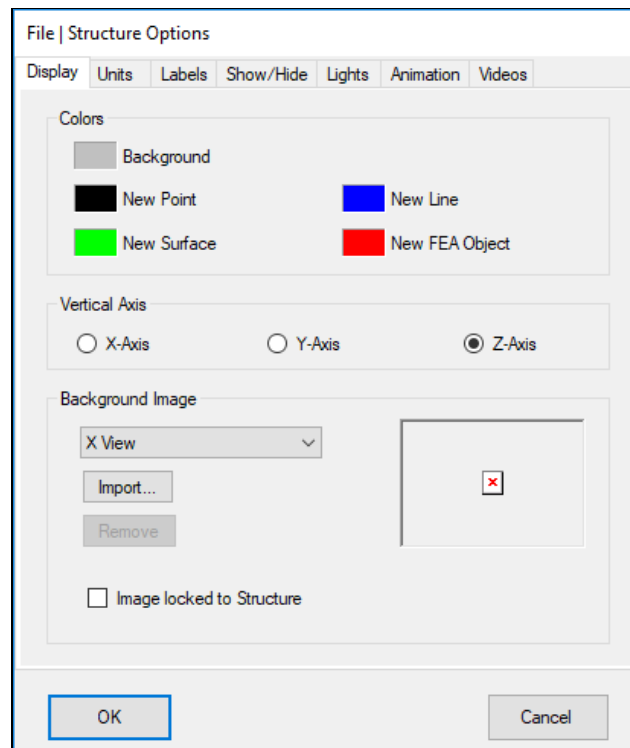 File | Structure Options
Display Units Labels Show/Hide Lights Animation Videos
Colors
Background
New Point New Line
New Surface New FEA Object
Vertical Axis
X-Axis Y-Axis Z-Axis
Background Image
X View
Import...
Remove
Image locked to Structure
OK Cancel